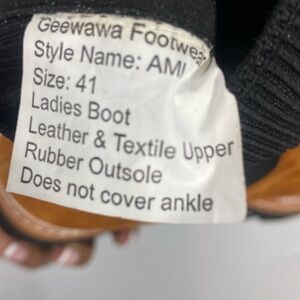 Geewawa Footwear
Style Name: AMI
Size: 41
Ladies Boot
Leather & Textile Upper
Rubber Outsole
Does not cover ankle